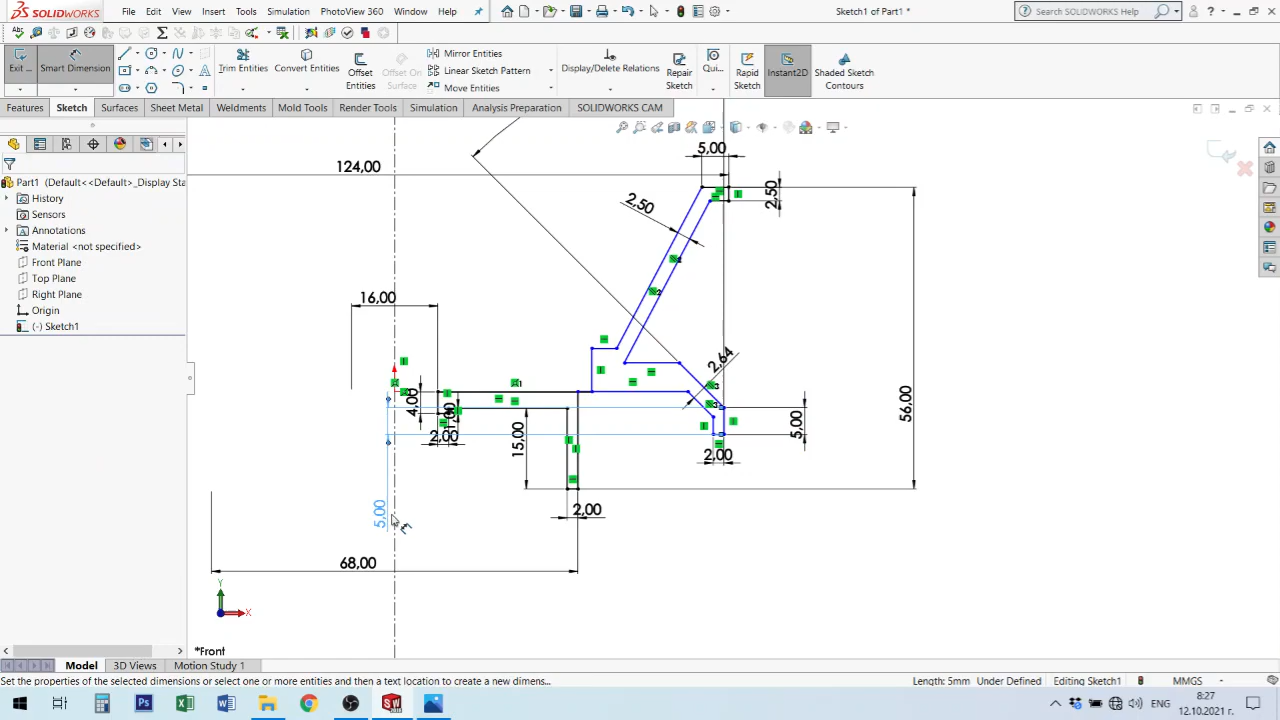 SOLIDWORKS File Edit View Insert Tools Simulation PhotoView 360 Window Help Sketch1 of Part1 * Search SOLIDWORKS Help
Exit ... Smart Dimension Trim Entities Convert Entities Offset Entities Offset On Surface Mirror Entities Linear Sketch Pattern Move Entities Display/Delete Relations Repair Sketch Qui... Rapid Sketch Instant2D Shaded Sketch Contours
Features Sketch Surfaces Sheet Metal Weldments Mold Tools Render Tools Simulation Analysis Preparation SOLIDWORKS CAM
Part1 (Default<<Default>_Display Sta
History
Sensors
Annotations
Material <not specified>
Front Plane
Top Plane
Right Plane
Origin
(-) Sketch1
5,00
124,00
2,50
2,50
16,00
2,64
4,00
1,00
56,00
5,00
2,00
15,00
2,00
5,00
2,00
68,00
Y
X
*Front
Model 3D Views Motion Study 1
Set the properties of the selected dimensions or select one or more entities and then a text location to create a new dimens... Length: 5mm Under Defined Editing Sketch1 MMGS
ЕНГ 8:27
12.10.2021 г.